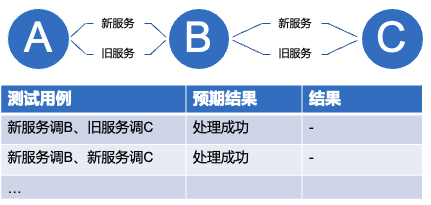 A 新服务 B 新服务 C
旧服务 旧服务
测试用例 预期结果 结果
新服务调B、旧服务调C 处理成功 -
新服务调B、新服务调C 处理成功 -
...